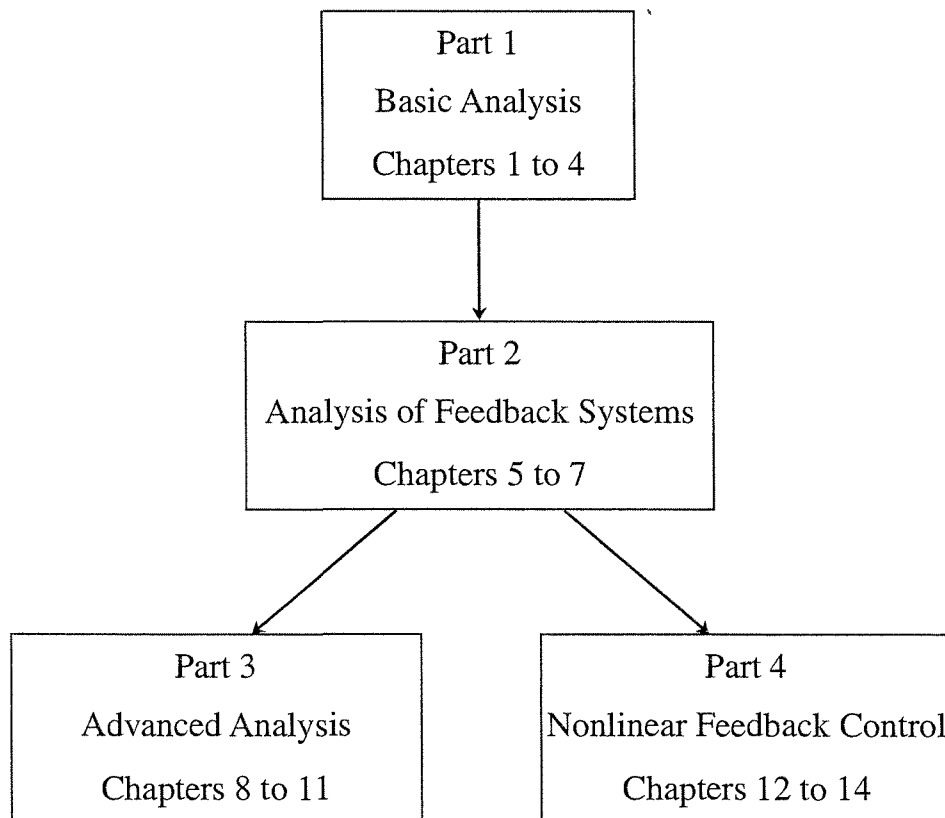 Part 1
Basic Analysis
Chapters 1 to 4
Part 2
Analysis of Feedback Systems
Chapters 5 to 7
Part 3
Advanced Analysis
Chapters 8 to 11
Part 4
Nonlinear Feedback Control
Chapters 12 to 14